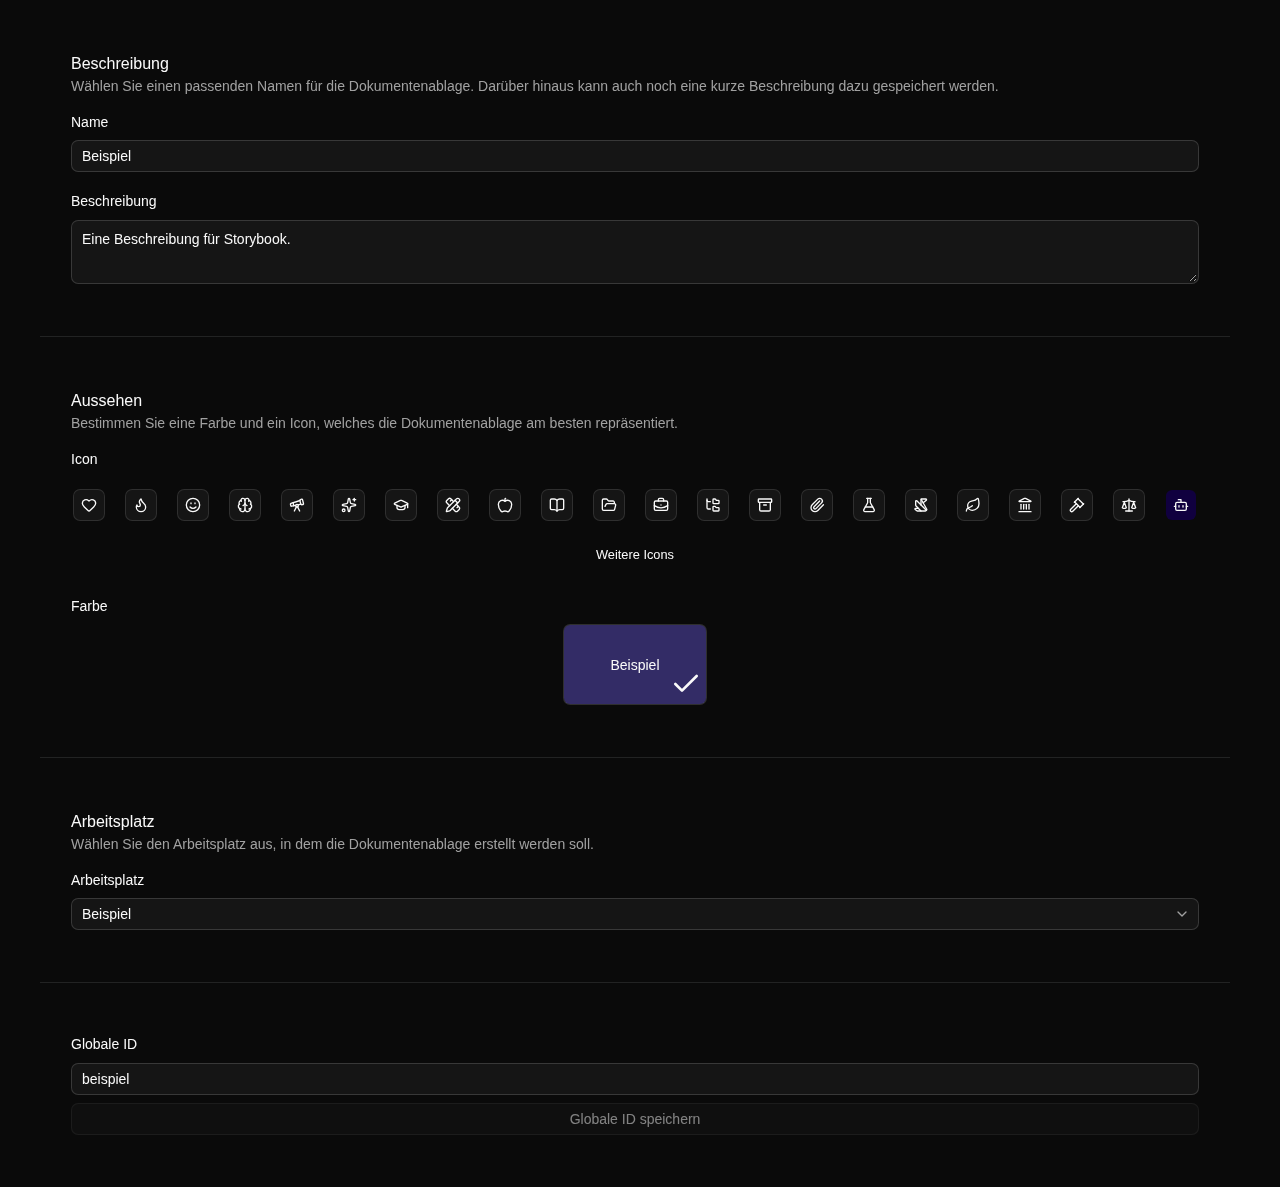 Beschreibung
Wählen Sie einen passenden Namen für die Dokumentenablage. Darüber hinaus kann auch noch eine kurze Beschreibung dazu gespeichert werden.
Name
Beispiel
Beschreibung
Eine Beschreibung für Storybook.
Aussehen
Bestimmen Sie eine Farbe und ein Icon, welches die Dokumentenablage am besten repräsentiert.
Icon
Weitere Icons
Farbe
Beispiel
Arbeitsplatz
Wählen Sie den Arbeitsplatz aus, in dem die Dokumentenablage erstellt werden soll.
Arbeitsplatz
Beispiel
Globale ID
beispiel
Globale ID speichern